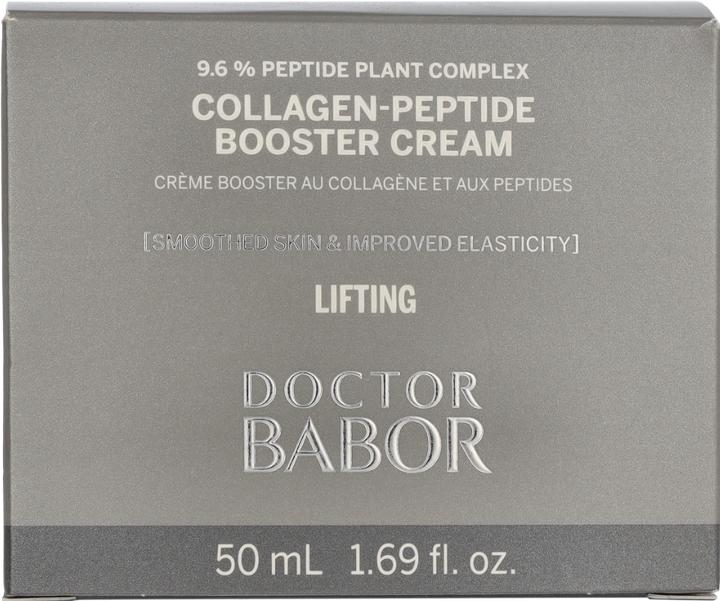 9.6 % PEPTIDE PLANT COMPLEX
COLLAGEN-PEPTIDE
BOOSTER CREAM
CRÈME BOOSTER AU COLLAGÈNE ET AUX PEPTIDES
[SMOOTHED SKIN & IMPROVED ELASTICITY]
LIFTING
DOCTOR
BABOR
50 mL 1.69 fl. oz.